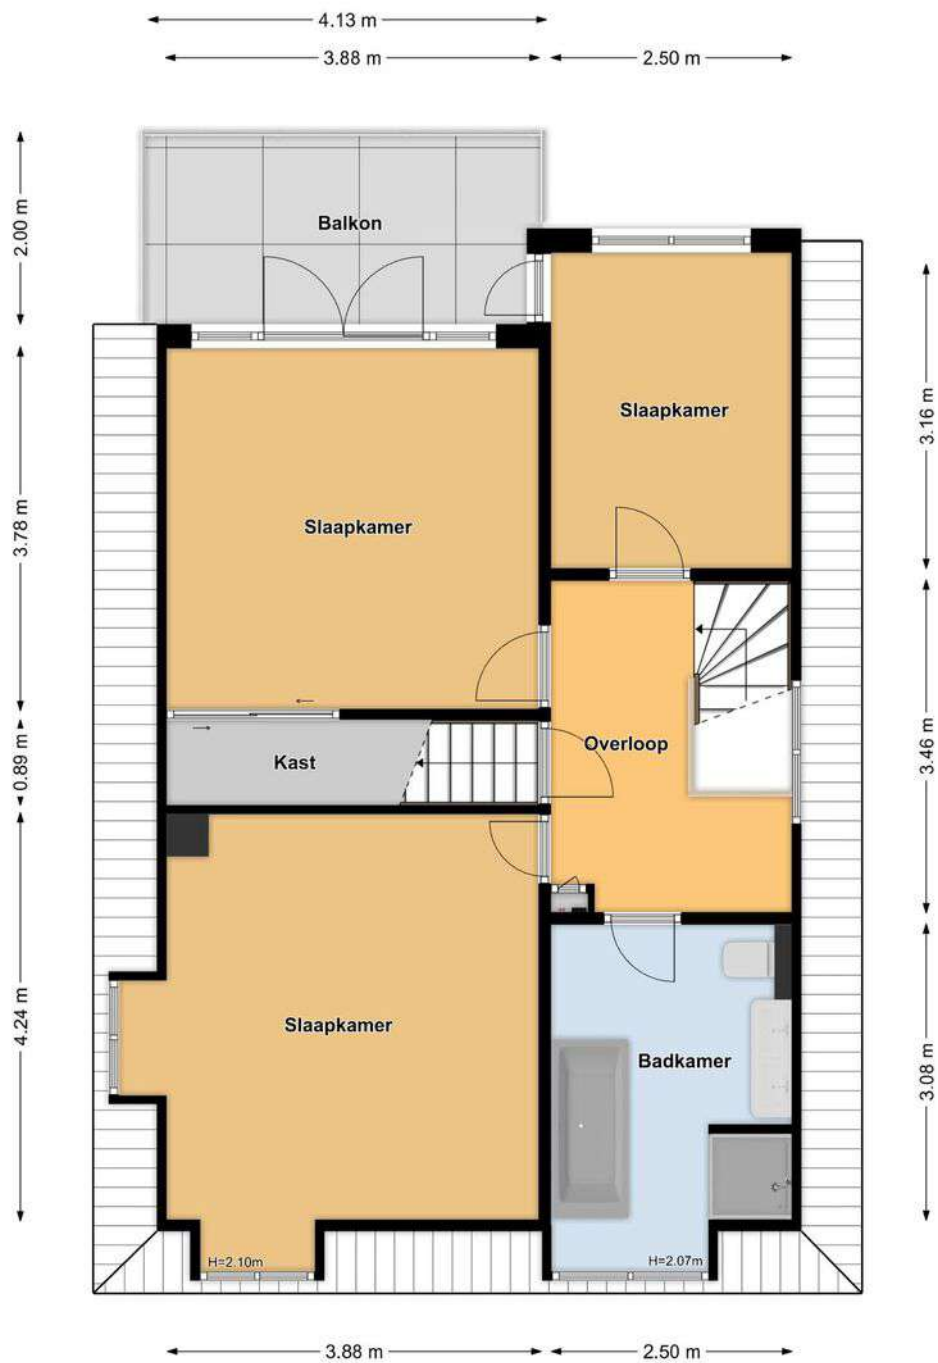 4.13 m
3.88 m
2.50 m
2.00 m
Balkon
3.16 m
Slaapkamer
3.78 m
Slaapkamer
0.89 m
Kast
Overloop
3.46 m
4.24 m
Slaapkamer
Badkamer
3.08 m
H=2.10m
H=2.07m
3.88 m
2.50 m